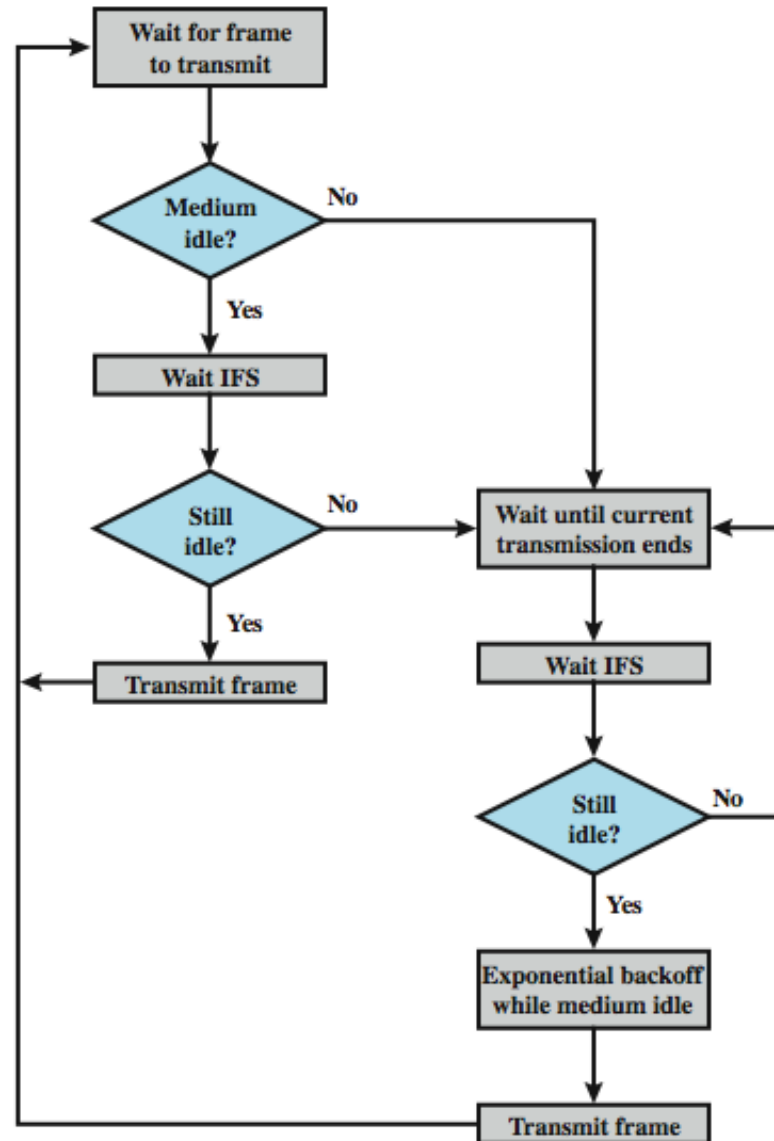 Wait for frame
to transmit
Medium
idle?
No
Yes
Wait IFS
Still
idle?
No
Yes
Transmit frame
Wait until current
transmission ends
Wait IFS
Still
idle?
No
Yes
Exponential backoff
while medium idle
Transmit frame